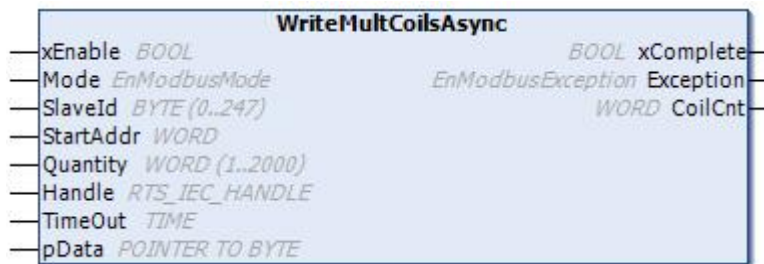 WriteMultCoilsAsync
xEnable BOOL BOOL xComplete
Mode EnModbusMode EnModbusException Exception
SlaveId BYTE (0..247) WORD CoilCnt
StartAddr WORD
Quantity WORD (1..2000)
Handle RTS_IEC_HANDLE
TimeOut TIME
pData POINTER TO BYTE